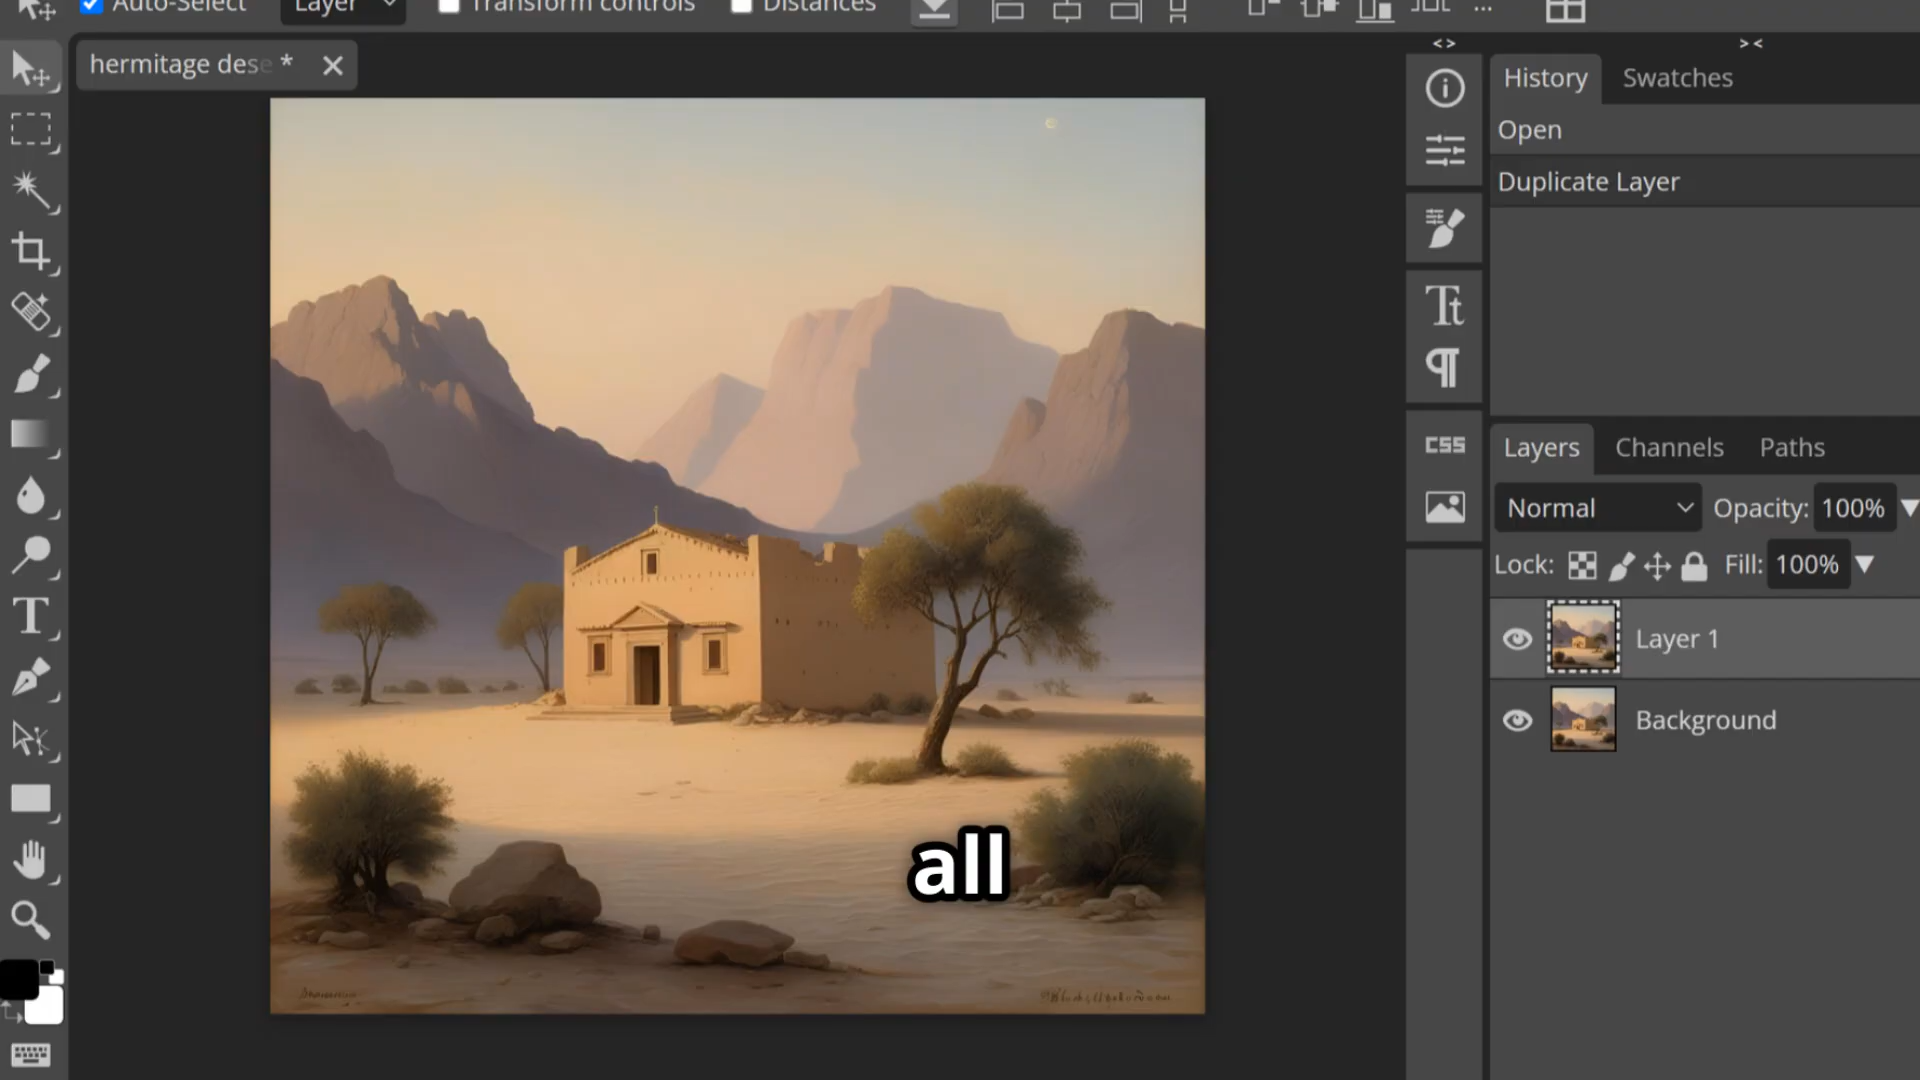 Auto-Select Layer Transform controls Distances ...
hermitage dese * 
History Swatches
Open
Duplicate Layer
Tt
CSS
Layers Channels Paths
Normal Opacity: 100%
Lock: Fill: 100%
Layer 1
Background
T
all